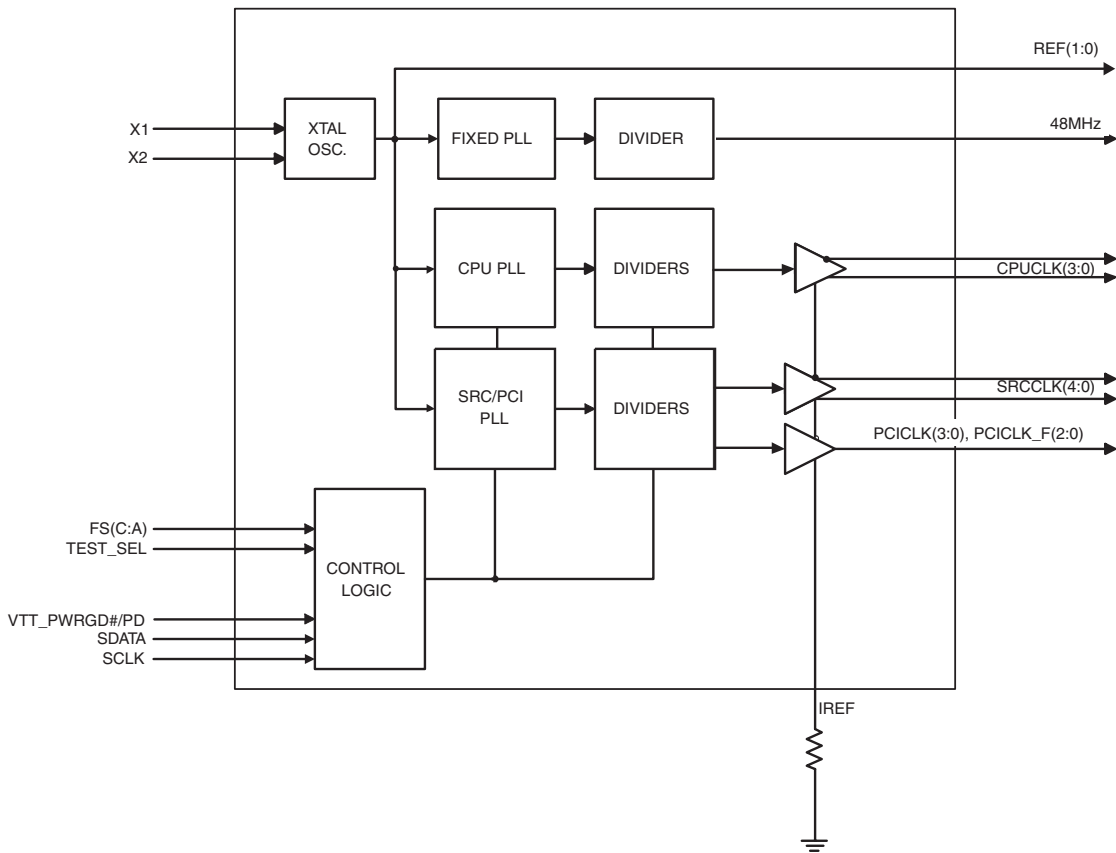 REF(1:0)
X1
X2
XTAL
OSC.
FIXED PLL
DIVIDER
48MHz
CPU PLL
DIVIDERS
CPUCLK(3:0)
SRC/PCI
PLL
DIVIDERS
SRCCLK(4:0)
PCICLK(3:0), PCICLK_F(2:0)
FS(C:A)
TEST_SEL
CONTROL
LOGIC
VTT_PWRGD#/PD
SDATA
SCLK
IREF